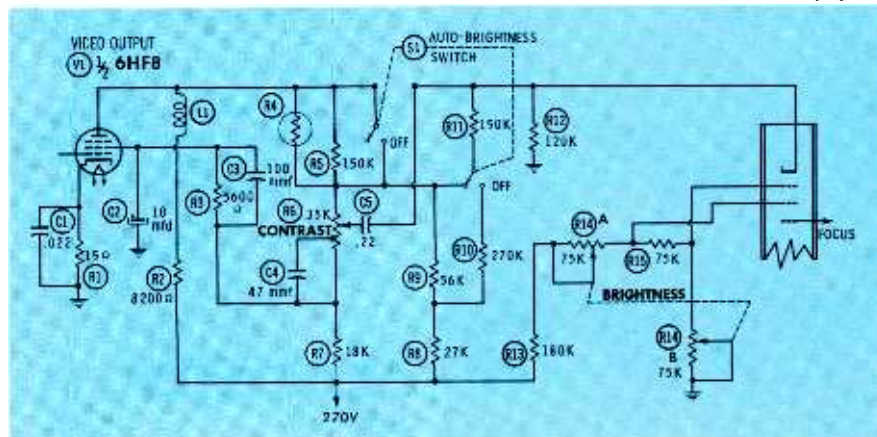 VIDEO OUTPUT
V1 ½ 6HF8
S1 AUTO-BRIGHTNESS
SWITCH
L1
R4
R5 150K
OFF
R11 150K
R12
120K
C3 100
mmf
C2 10
mfd
R3 5600
Ω
C1
.022
15Ω
R1
R6
CONTRAST
C5
.22
OFF
R10
270K
R14 A
75K
R15 75K
FOCUS
R2
8200Ω
C4
47 mmf
R9
56K
BRIGHTNESS
R7 18K
R8 27K
R13 160K
R14
B
75K
270V